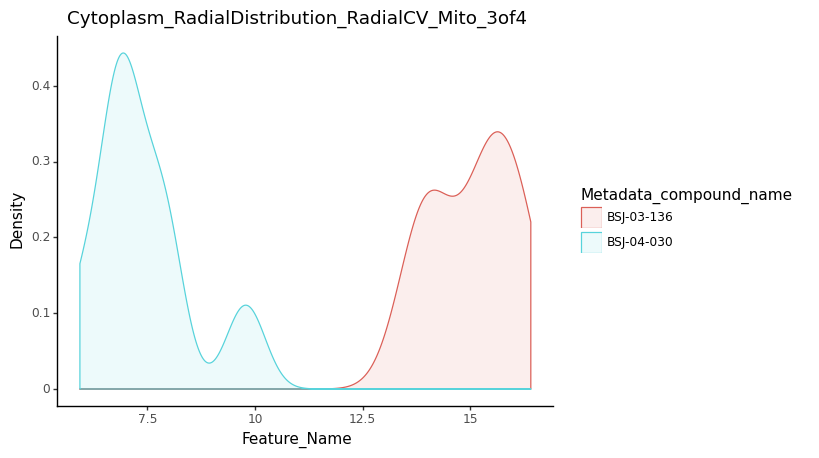 Cytoplasm_RadialDistribution_RadialCV_Mito_3of4
0.4
0.3
0.2
0.1
0
Density
7.5 10 12.5 15
Feature_Name
Metadata_compound_name
BSJ-03-136
BSJ-04-030